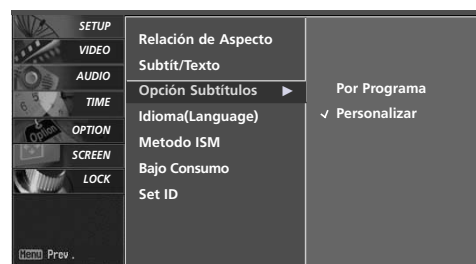 SETUP
VIDEO
AUDIO
TIME
OPTION
SCREEN
LOCK
Menu Prev.
Relación de Aspecto
Subtít/Texto
Opción Subtítulos ►
Idioma(Language)
Metodo ISM
Bajo Consumo
Set ID
Por Programa
✓ Personalizar